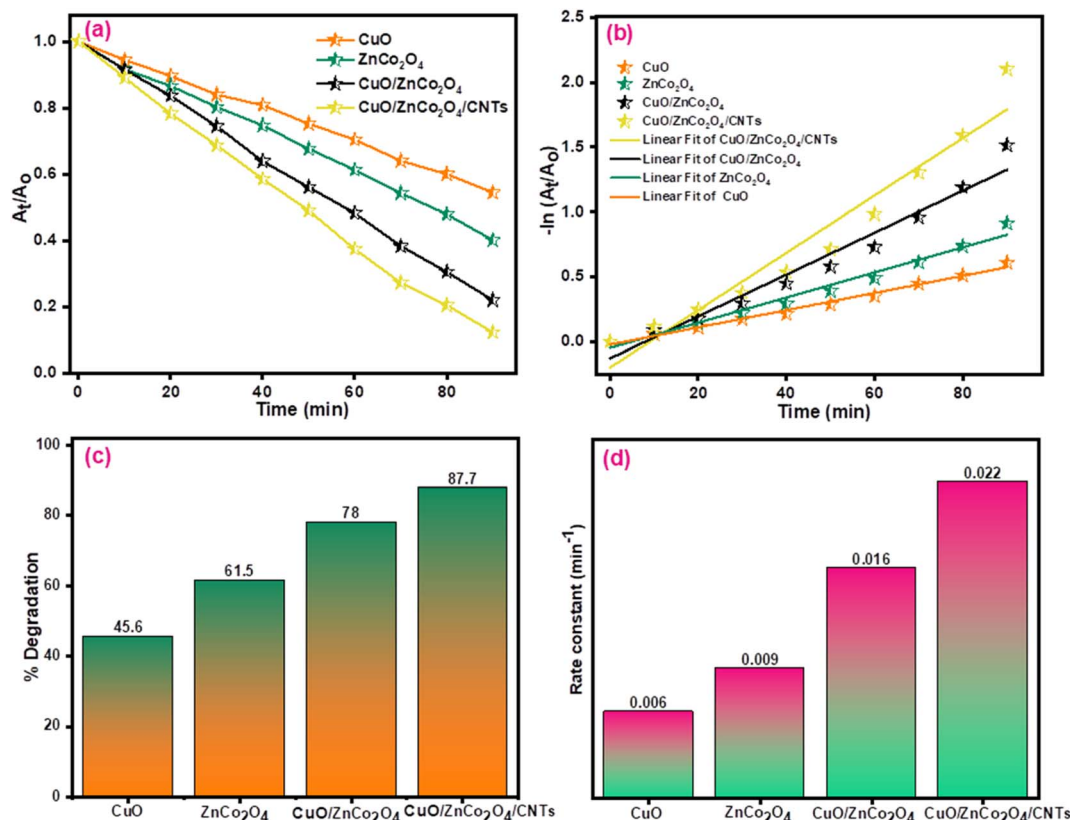 (a)
CuO
ZnCo₂O₄
CuO/ZnCo₂O₄
CuO/ZnCo₂O₄/CNTs
1.0
0.8
0.6
0.4
0.2
0.0
At/Ao
0
20
40
60
80
Time (min)
(b)
CuO
ZnCo₂O₄
CuO/ZnCo₂O₄
CuO/ZnCo₂O₄/CNTs
Linear Fit of CuO/ZnCo₂O₄/CNTs
Linear Fit of CuO/ZnCo₂O₄
Linear Fit of ZnCo₂O₄
Linear Fit of CuO
-2.5
2.0
1.5
1.0
0.5
0.0
-ln (At/Ao)
0
20
40
60
80
Time (min)
(c)
100
80
60
40
20
0
% Degradation
45.6
61.5
78
87.7
CuO
ZnCo₂O₄
CuO/ZnCo₂O₄
CuO/ZnCo₂O₄/CNTs
(d)
Rate constant (min⁻¹)
0.006
0.009
0.016
0.022
CuO
ZnCo₂O₄
CuO/ZnCo₂O₄
CuO/ZnCo₂O₄/CNTs